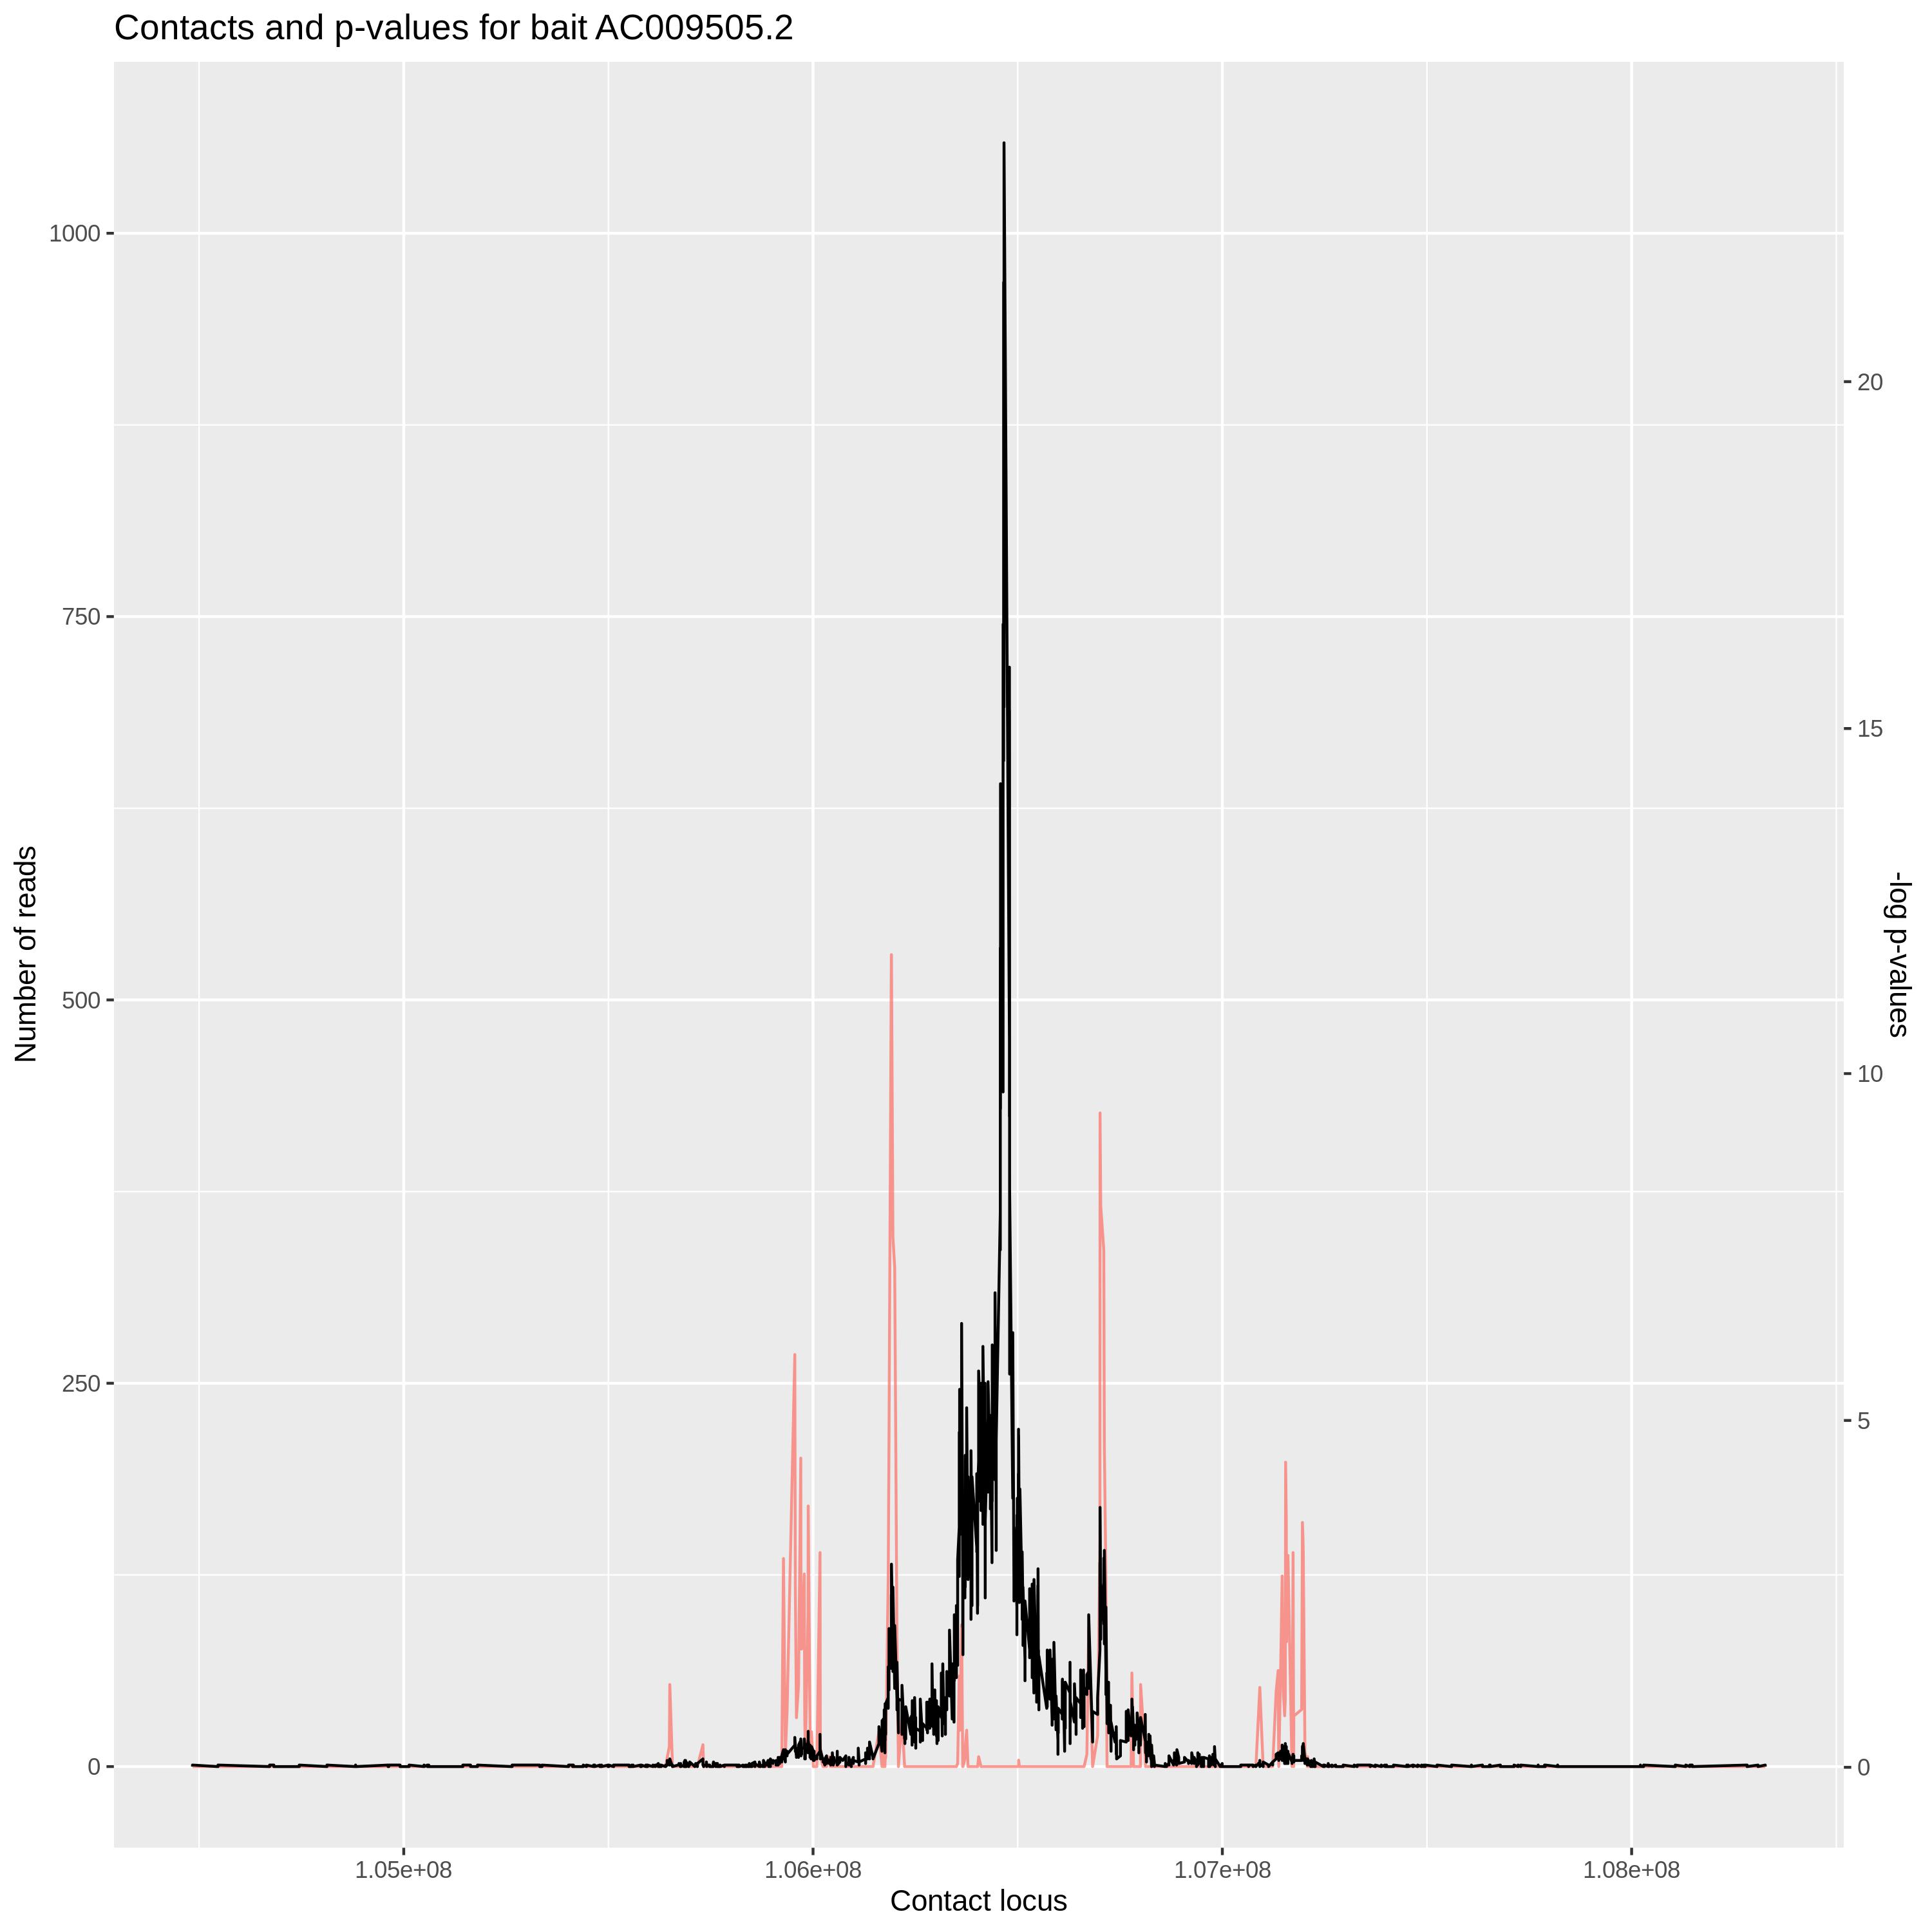 Contacts and p-values for bait AC009505.2
1000
750
500
250
0
Number of reads
20
15
10
5
0
-log p-values
1.05e+08
1.06e+08
1.07e+08
1.08e+08
Contact locus